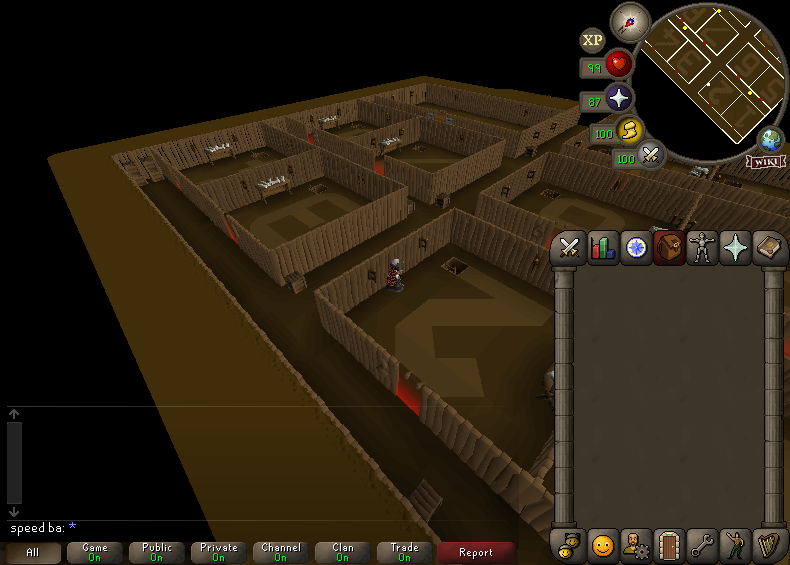 XP
99
87
100
100
WIKI
speed ba: *
All
Game
On
Public
On
Private
On
Channel
On
Clan
On
Trade
On
Report